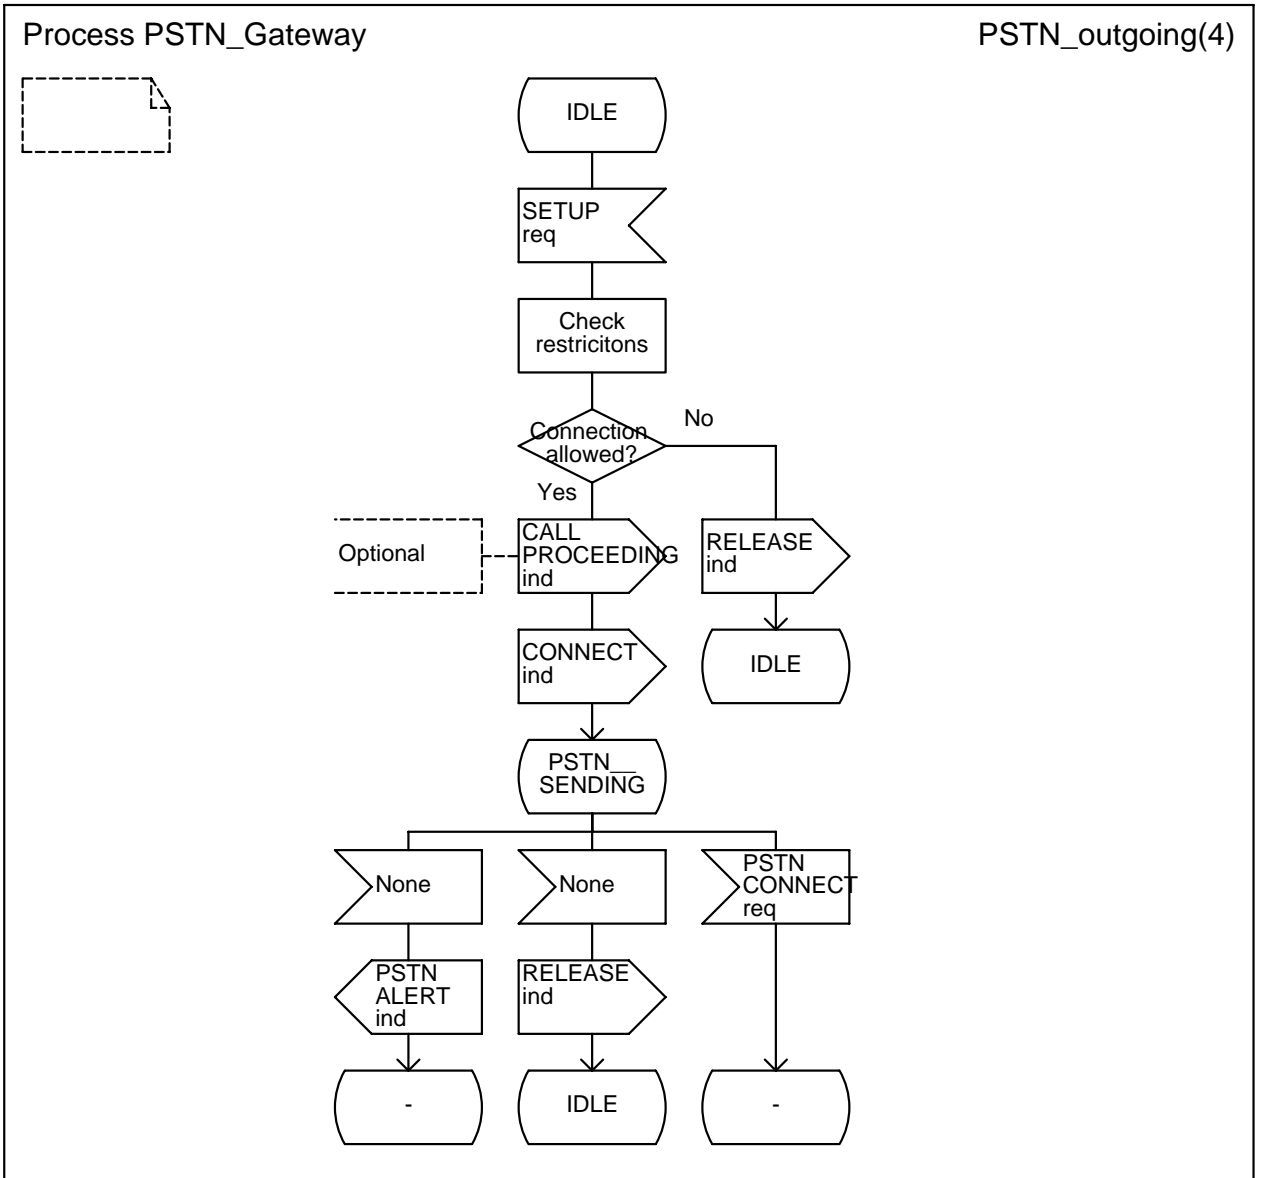 Process PSTN_Gateway
PSTN_outgoing(4)
IDLE
SETUP
req
Check
restricitons
Connection
allowed?
No
Yes
Optional
CALL
PROCEEDING
ind
RELEASE
ind
CONNECT
ind
IDLE
PSTN__
SENDING
None
None
PSTN
CONNECT
req
PSTN
ALERT
ind
RELEASE
ind
-
IDLE
-